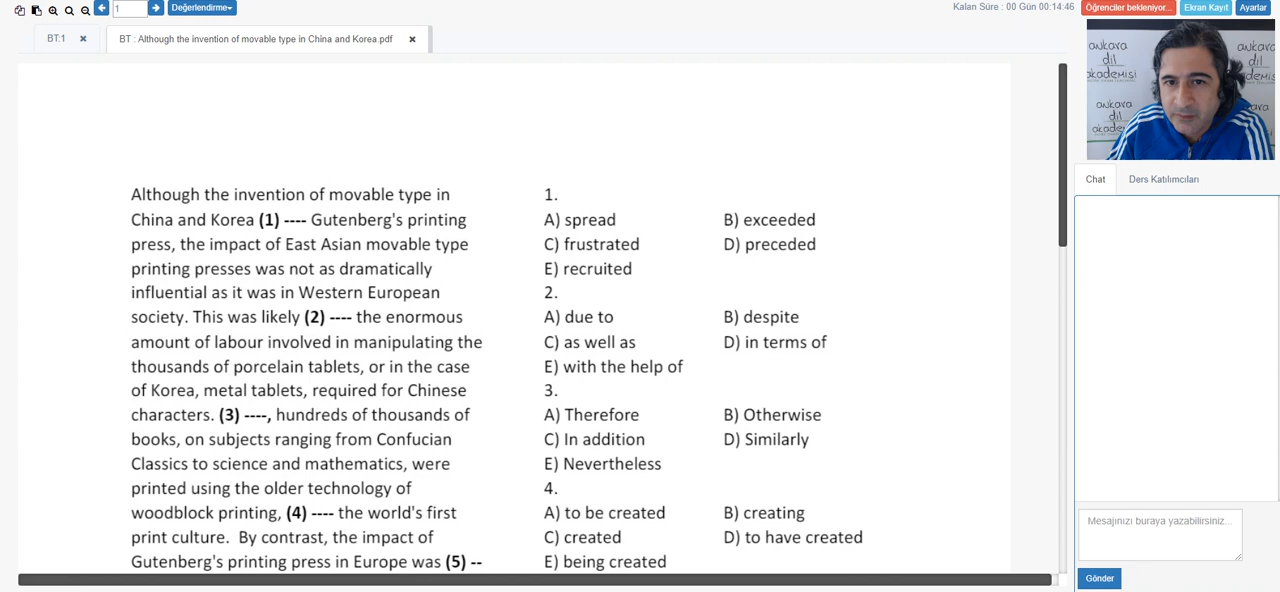 1
Değerlendirme
Kalan Süre : 00 Gün 00:14:46
Öğrenciler bekleniyor...
Ekran Kayıt
Ayarlar
BT:1 ×
BT : Although the invention of movable type in China and Korea.pdf ×
Although the invention of movable type in
China and Korea (1) ---- Gutenberg's printing
press, the impact of East Asian movable type
printing presses was not as dramatically
influential as it was in Western European
society. This was likely (2) ---- the enormous
amount of labour involved in manipulating the
thousands of porcelain tablets, or in the case
of Korea, metal tablets, required for Chinese
characters. (3) ----, hundreds of thousands of
books, on subjects ranging from Confucian
Classics to science and mathematics, were
printed using the older technology of
woodblock printing, (4) ---- the world's first
print culture. By contrast, the impact of
Gutenberg's printing press in Europe was (5) --
1.
A) spread B) exceeded
C) frustrated D) preceded
E) recruited
2.
A) due to B) despite
C) as well as D) in terms of
E) with the help of
3.
A) Therefore B) Otherwise
C) In addition D) Similarly
E) Nevertheless
4.
A) to be created B) creating
C) created D) to have created
E) being created
ankara
dil
akademisi
ankara
dil
ankara
dil
Chat
Ders Katılımcıları
Mesajınızı buraya yazabilirsiniz...
Gönder